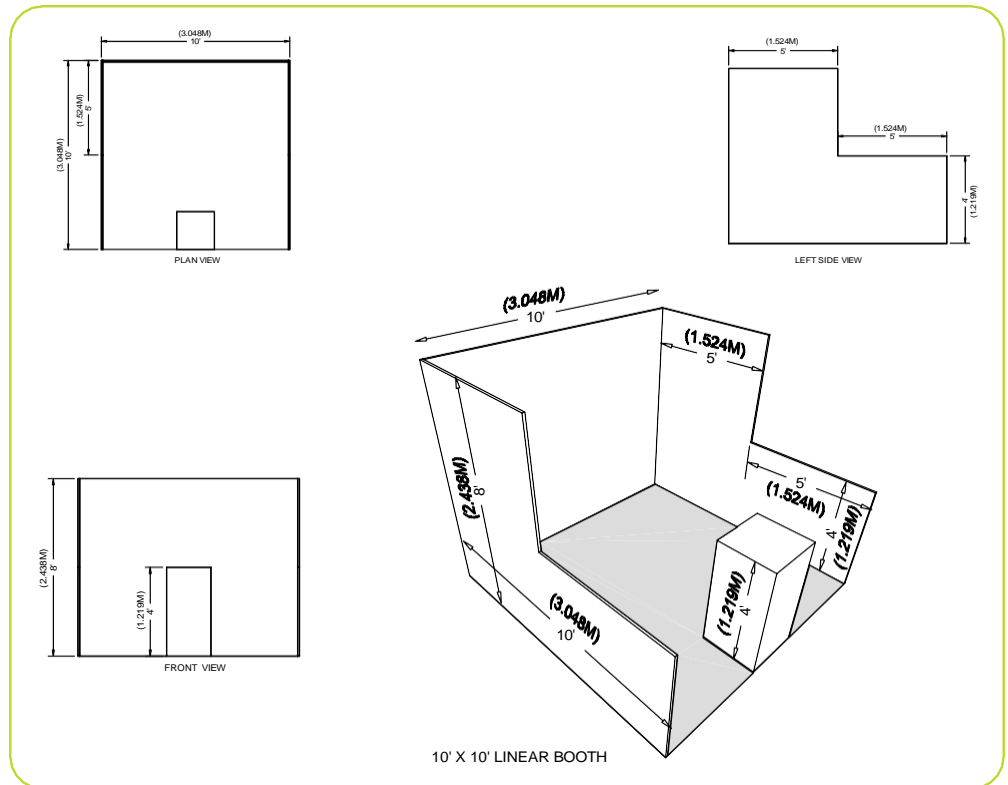 (3.048M)
10'
(1.524M)
5'
(3.048M)
10'
PLAN VIEW
(1.524M)
5'
(1.524M)
5'
4'
(1.219M)
LEFT SIDE VIEW
(3.048M)
10'
(1.524M)
5'
(2.438M)
8'
5'
(1.524M)
4'
(1.219M)
(1.219M)
4'
(3.048M)
10'
(2.438M)
8'
(1.219M)
4'
FRONT VIEW
10' X 10' LINEAR BOOTH